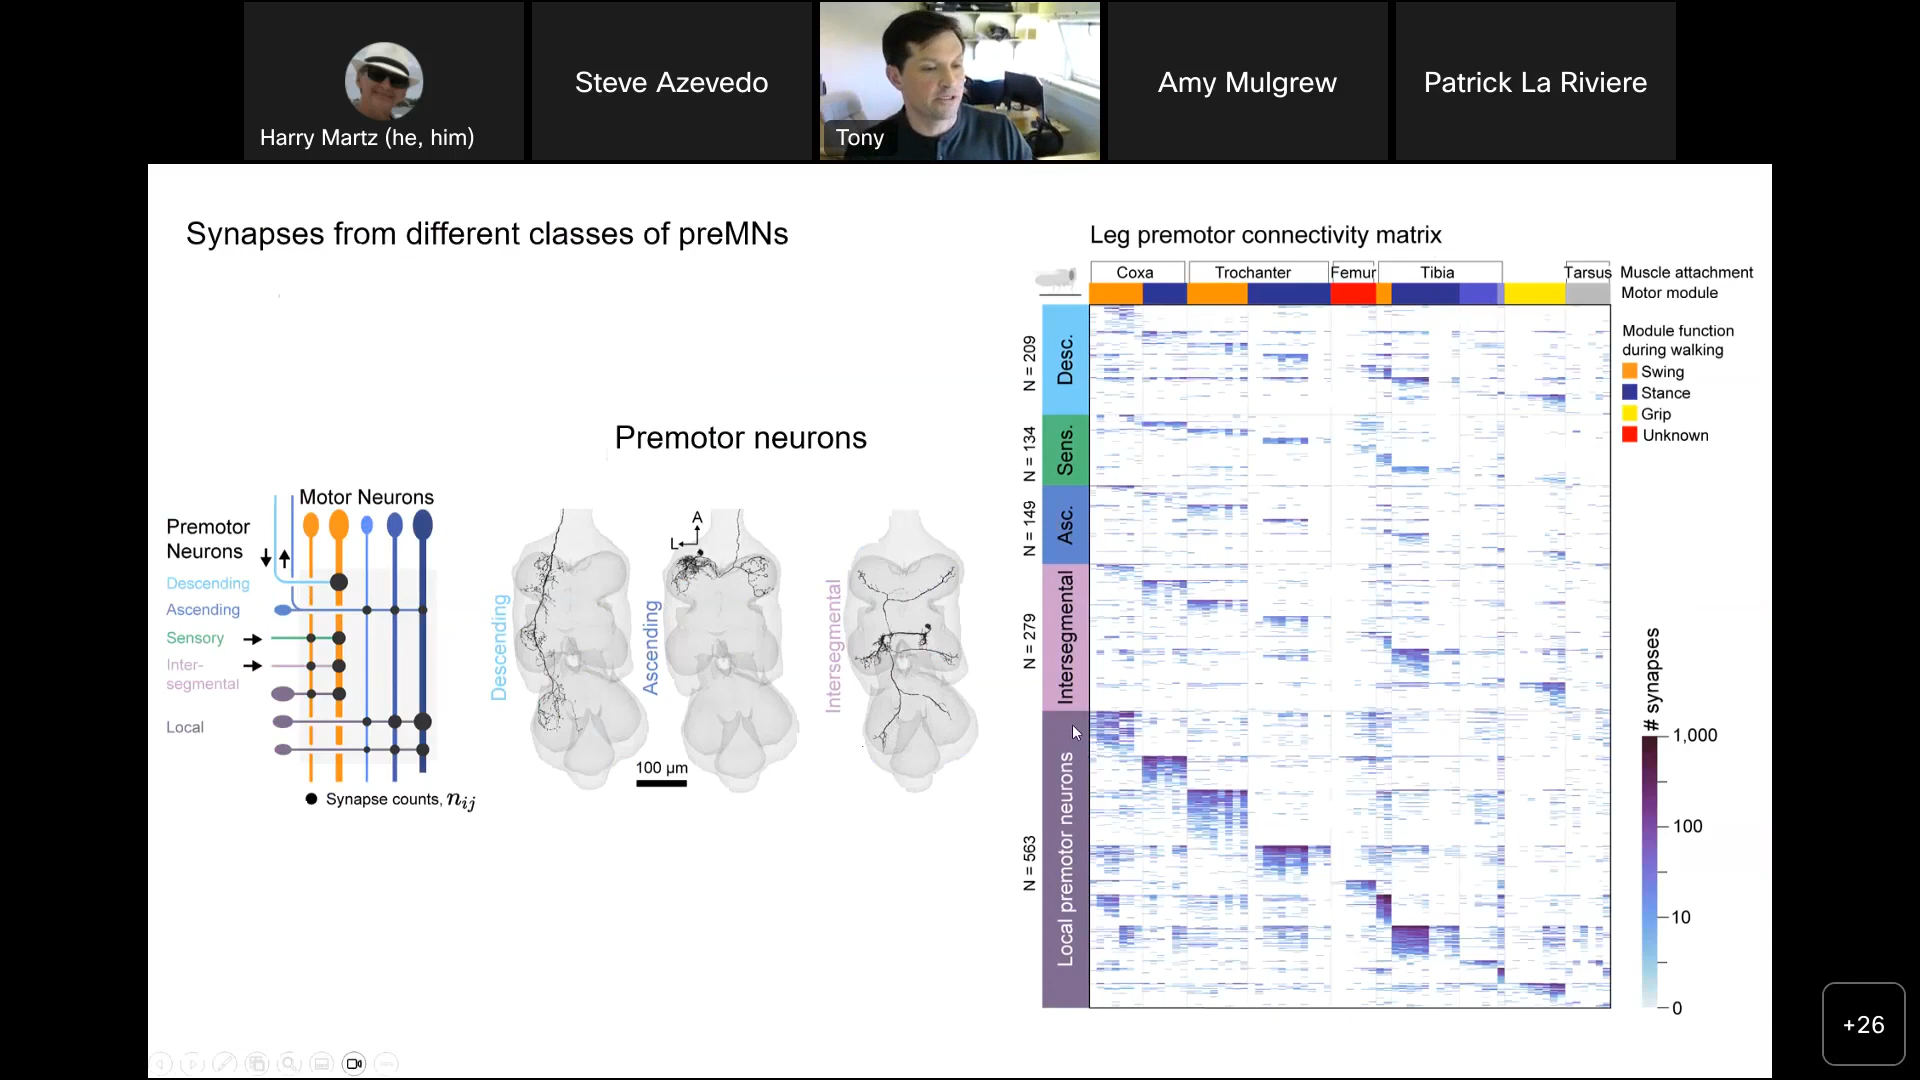 Harry Martz (he, him)
Steve Azevedo
Tony
Amy Mulgrew
Patrick La Riviere
Synapses from different classes of preMNs
Premotor neurons
Motor Neurons
Premotor
Neurons
Descending
Ascending
Sensory
Inter-
segmental
Local
Synapse counts, nij
Descending
Ascending
Intersegmental
A
L
100 µm
Leg premotor connectivity matrix
Coxa
Trochanter
Femur
Tibia
Tarsus
Muscle attachment
Motor module
Module function
during walking
Swing
Stance
Grip
Unknown
N = 209
Desc.
N = 134
Sens.
N = 149
Asc.
N = 279
Intersegmental
N = 563
Local premotor neurons
# synapses
1,000
100
10
0
+26